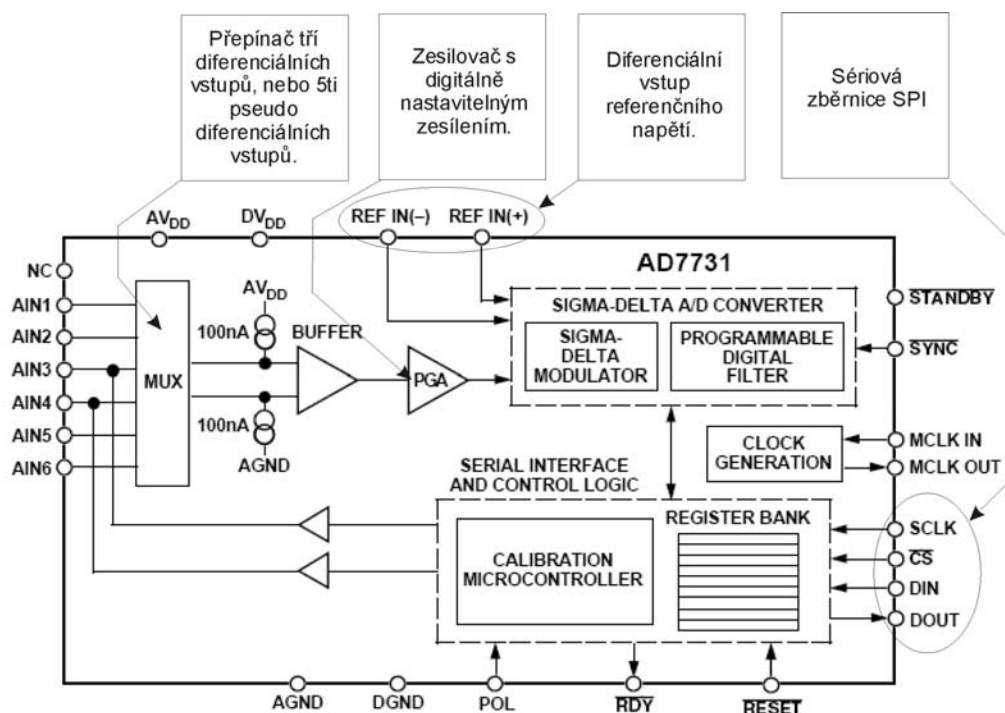 Přepínač tří
diferenciálních
vstupů, nebo 5ti
pseudo
diferenciálních
vstupů.
Zesilovač s
digitálně
nastavitelným
zesílením.
Diferenciální
vstup
referenčního
napětí.
Sériová
zběrnice SPI
AVDD
DVDD
REF IN(–)
REF IN(+)
AD7731
NC
AIN1
AIN2
AIN3
AIN4
AIN5
AIN6
MUX
AVDD
100nA
100nA
AGND
BUFFER
PGA
SIGMA-DELTA A/D CONVERTER
SIGMA-
DELTA
MODULATOR
PROGRAMMABLE
DIGITAL
FILTER
STANDBY
SYNC
CLOCK
GENERATION
MCLK IN
MCLK OUT
SERIAL INTERFACE
AND CONTROL LOGIC
REGISTER BANK
CALIBRATION
MICROCONTROLLER
SCLK
CS
DIN
DOUT
AGND
DGND
POL
RDY
RESET